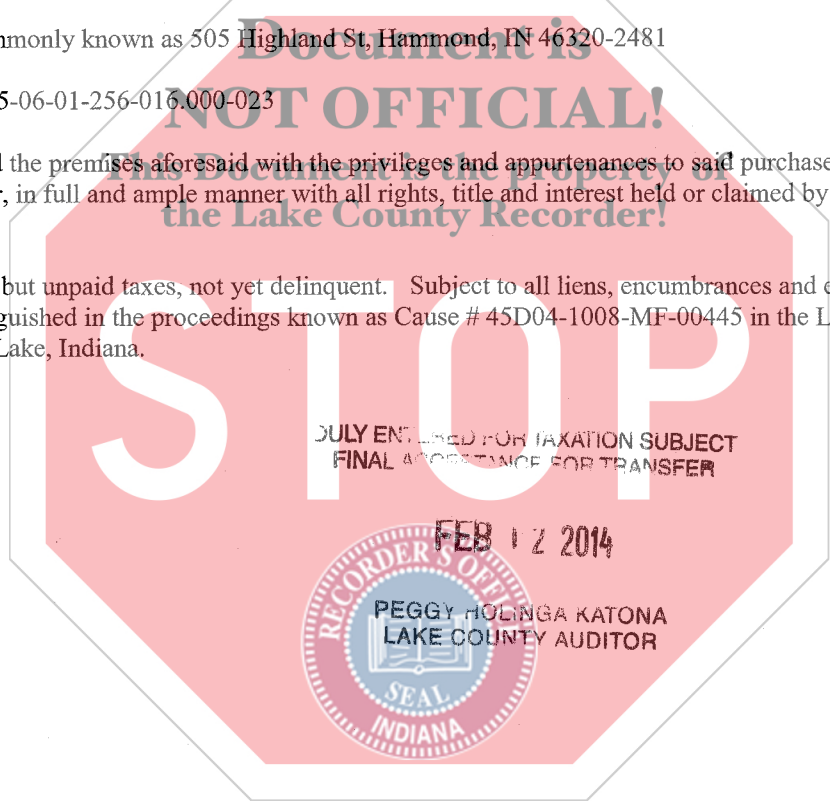 Document is
mmonly known as 505 Highland St, Hammond, IN 46320-2481
5-06-01-256-016.000-023
NOT OFFICIAL!
the premises aforesaid with the privileges and appurtenances to said purchase
This Document is the property of
, in full and ample manner with all rights, title and interest held or claimed by
the Lake County Recorder!
but unpaid taxes, not yet delinquent. Subject to all liens, encumbrances and e
guished in the proceedings known as Cause # 45D04-1008-MF-00445 in the L
Lake, Indiana.
STOP
DULY ENTERED FOR TAXATION SUBJECT
FINAL ACCEPTANCE FOR TRANSFER
FEB 12 2014
RECORDER'S OFFICE
PEGGY HOLINGA KATONA
LAKE COUNTY AUDITOR
SEAL
INDIANA